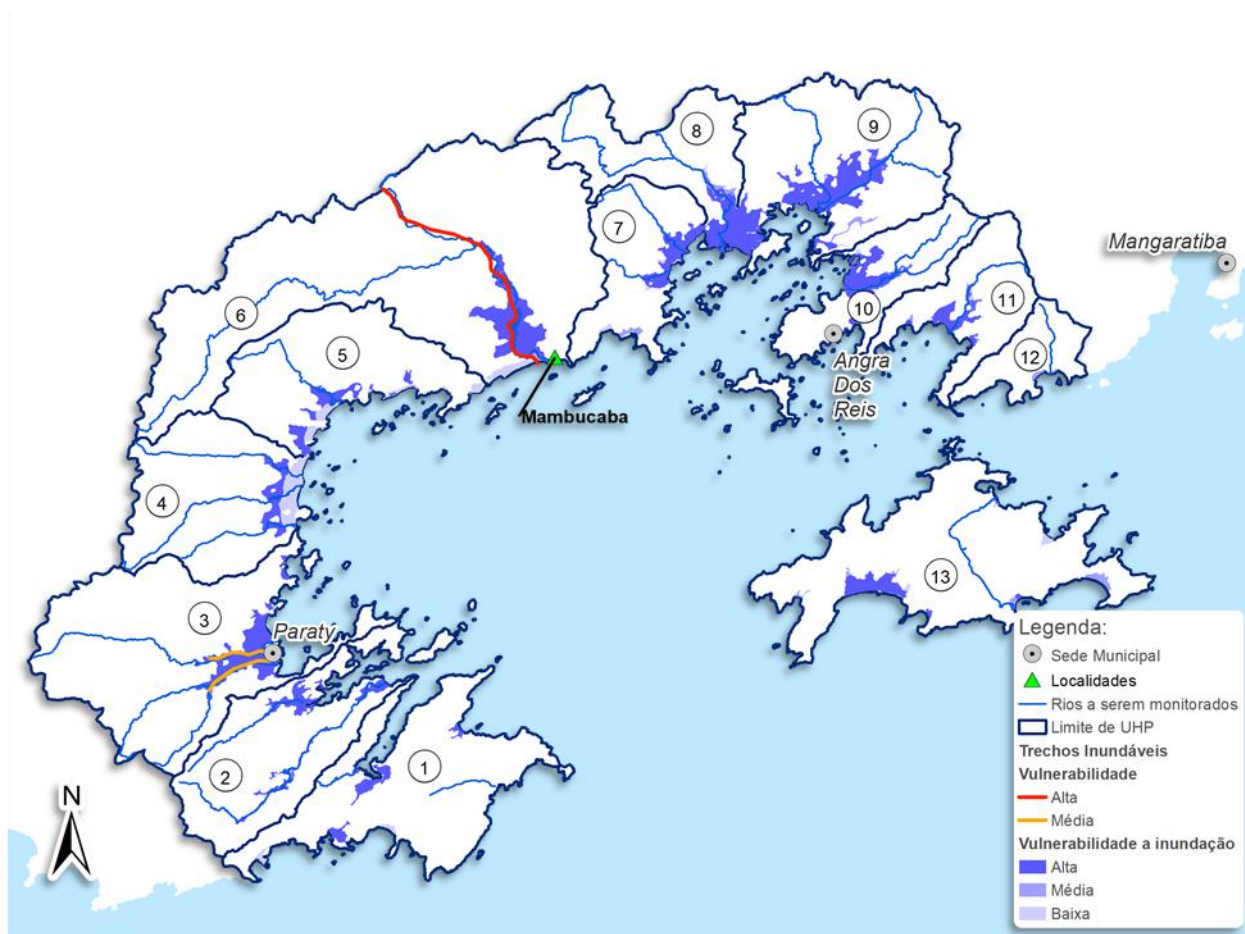 8
9
7
Mangaratiba
6
10
11
5
12
Angra
Dos
Reis
Mambucaba
4
13
3
Paratý
2
1
N
Legenda:
Sede Municipal
Localidades
Rios a serem monitorados
Limite de UHP
Trechos Inundáveis
Vulnerabilidade
Alta
Média
Vulnerabilidade a inundação
Alta
Média
Baixa